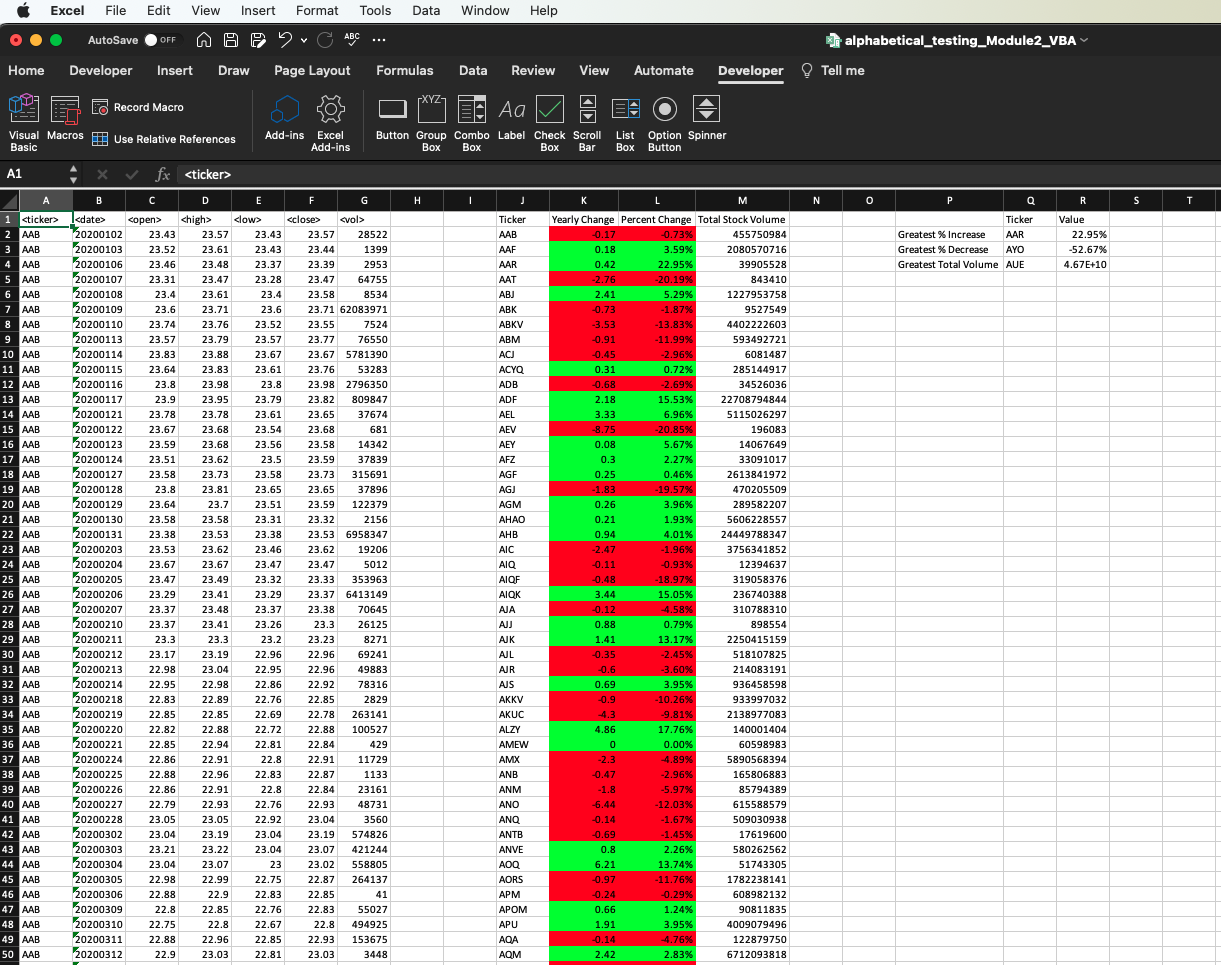 Excel File Edit View Insert Format Tools Data Window Help
AutoSave OFF ABC alphabetical_testing_Module2_VBA
Home Developer Insert Draw Page Layout Formulas Data Review View Automate Developer Tell me
Visual Basic Macros Record Macro Use Relative References Add-ins Excel Add-ins XYZ Aa Button Group Box Combo Box Label Check Box Scroll Bar List Box Option Button Spinner
A1 fx <ticker>
A B C D E F G H I J K L M N O P Q R S T
1 <ticker> <date> <open> <high> <low> <close> <vol> Ticker Yearly Change Percent Change Total Stock Volume Ticker Value
2 AAB 20200102 23.43 23.57 23.43 23.57 28522 AAB -0.17 -0.73% 455750984 Greatest % Increase AAR 22.95%
3 AAB 20200103 23.52 23.61 23.43 23.44 1399 AAF 0.18 3.59% 2080570716 Greatest % Decrease AYO -52.67%
4 AAB 20200106 23.46 23.48 23.37 23.39 2953 AAR 0.42 22.95% 39905528 Greatest Total Volume AUE 4.67E+10
5 AAB 20200107 23.31 23.47 23.28 23.47 64755 AAT -2.76 -20.19% 843410
6 AAB 20200108 23.4 23.61 23.4 23.58 8534 ABJ 2.41 5.29% 1227953758
7 AAB 20200109 23.6 23.71 23.6 23.71 62083971 ABK -0.73 -1.87% 9527549
8 AAB 20200110 23.74 23.76 23.52 23.55 7524 ABKV -3.53 -13.83% 4402222603
9 AAB 20200113 23.57 23.79 23.57 23.77 76550 ABM -0.91 -11.99% 593492721
10 AAB 20200114 23.83 23.88 23.67 23.67 5781390 ACJ -0.45 -2.96% 6081487
11 AAB 20200115 23.64 23.83 23.61 23.76 53283 ACYQ 0.31 0.72% 285144917
12 AAB 20200116 23.8 23.98 23.8 23.98 2796350 ADB -0.68 -2.69% 34526036
13 AAB 20200117 23.9 23.95 23.79 23.82 809847 ADF 2.18 15.53% 22708794844
14 AAB 20200121 23.78 23.78 23.61 23.65 37674 AEL 3.33 6.96% 5115026297
15 AAB 20200122 23.67 23.68 23.54 23.68 681 AEV -8.75 -20.85% 196083
16 AAB 20200123 23.59 23.68 23.56 23.58 14342 AEY 0.08 5.67% 14067649
17 AAB 20200124 23.51 23.62 23.5 23.59 37839 AFZ 0.3 2.27% 33091017
18 AAB 20200127 23.58 23.73 23.58 23.73 315691 AGF 0.25 0.46% 2613841972
19 AAB 20200128 23.8 23.81 23.65 23.65 37896 AGJ -1.83 -19.57% 470205509
20 AAB 20200129 23.64 23.7 23.51 23.59 122379 AGM 0.26 3.96% 289582207
21 AAB 20200130 23.58 23.58 23.31 23.32 2156 AHAO 0.21 1.93% 5606228557
22 AAB 20200131 23.38 23.53 23.38 23.53 6958347 AHB 0.94 4.01% 24449788347
23 AAB 20200203 23.53 23.62 23.46 23.62 19206 AIC -2.47 -1.96% 3756341852
24 AAB 20200204 23.67 23.67 23.47 23.47 5012 AIQ -0.11 -0.93% 12394637
25 AAB 20200205 23.47 23.49 23.32 23.33 353963 AIQF -0.48 -18.97% 319058376
26 AAB 20200206 23.29 23.41 23.29 23.37 6413149 AIQK 3.44 15.05% 236740388
27 AAB 20200207 23.37 23.48 23.37 23.38 70645 AJA -0.12 -4.58% 310788310
28 AAB 20200210 23.37 23.41 23.26 23.3 26125 AJJ 0.88 0.79% 898554
29 AAB 20200211 23.3 23.3 23.2 23.23 8271 AJK 1.41 13.17% 2250415159
30 AAB 20200212 23.17 23.19 22.96 22.96 69241 AJL -0.35 -2.45% 518107825
31 AAB 20200213 22.98 23.04 22.95 22.96 49883 AJR -0.6 -3.60% 214083191
32 AAB 20200214 22.95 22.98 22.86 22.92 78316 AJS 0.69 3.95% 936458598
33 AAB 20200218 22.83 22.89 22.76 22.85 2829 AKKV -0.9 -10.26% 933997032
34 AAB 20200219 22.85 22.85 22.69 22.78 263141 AKUC -4.3 -9.81% 2138977083
35 AAB 20200220 22.82 22.88 22.72 22.88 100527 ALZY 4.86 17.76% 140001404
36 AAB 20200221 22.85 22.94 22.81 22.84 429 AMEW 0 0.00% 60598983
37 AAB 20200224 22.86 22.91 22.8 22.91 11729 AMX -2.3 -4.89% 5890568394
38 AAB 20200225 22.88 22.96 22.83 22.87 1133 ANB -0.47 -2.96% 165806883
39 AAB 20200226 22.86 22.91 22.8 22.84 23161 ANM -1.8 -5.97% 85794389
40 AAB 20200227 22.79 22.93 22.76 22.93 48731 ANO -6.44 -12.03% 615588579
41 AAB 20200228 23.05 23.05 22.92 23.04 3560 ANQ -0.14 -1.67% 509030938
42 AAB 20200302 23.04 23.19 23.04 23.19 574826 ANTB -0.69 -1.45% 17619600
43 AAB 20200303 23.21 23.22 23.04 23.07 421244 ANVE 0.8 2.26% 580262562
44 AAB 20200304 23.04 23.07 23 23.02 558805 AOQ 6.21 13.74% 51743305
45 AAB 20200305 22.98 22.99 22.75 22.87 264137 AORS -0.97 -11.76% 1782238141
46 AAB 20200306 22.88 22.9 22.83 22.85 41 APM -0.24 -0.29% 608982132
47 AAB 20200309 22.8 22.85 22.76 22.83 55027 APOM 0.66 1.24% 90811835
48 AAB 20200310 22.75 22.8 22.67 22.8 494925 APU 1.91 3.95% 4009079496
49 AAB 20200311 22.88 22.96 22.85 22.93 153675 AQA -0.14 -4.76% 122879750
50 AAB 20200312 22.9 23.03 22.81 23.03 3448 AQM 2.42 2.83% 6712093818